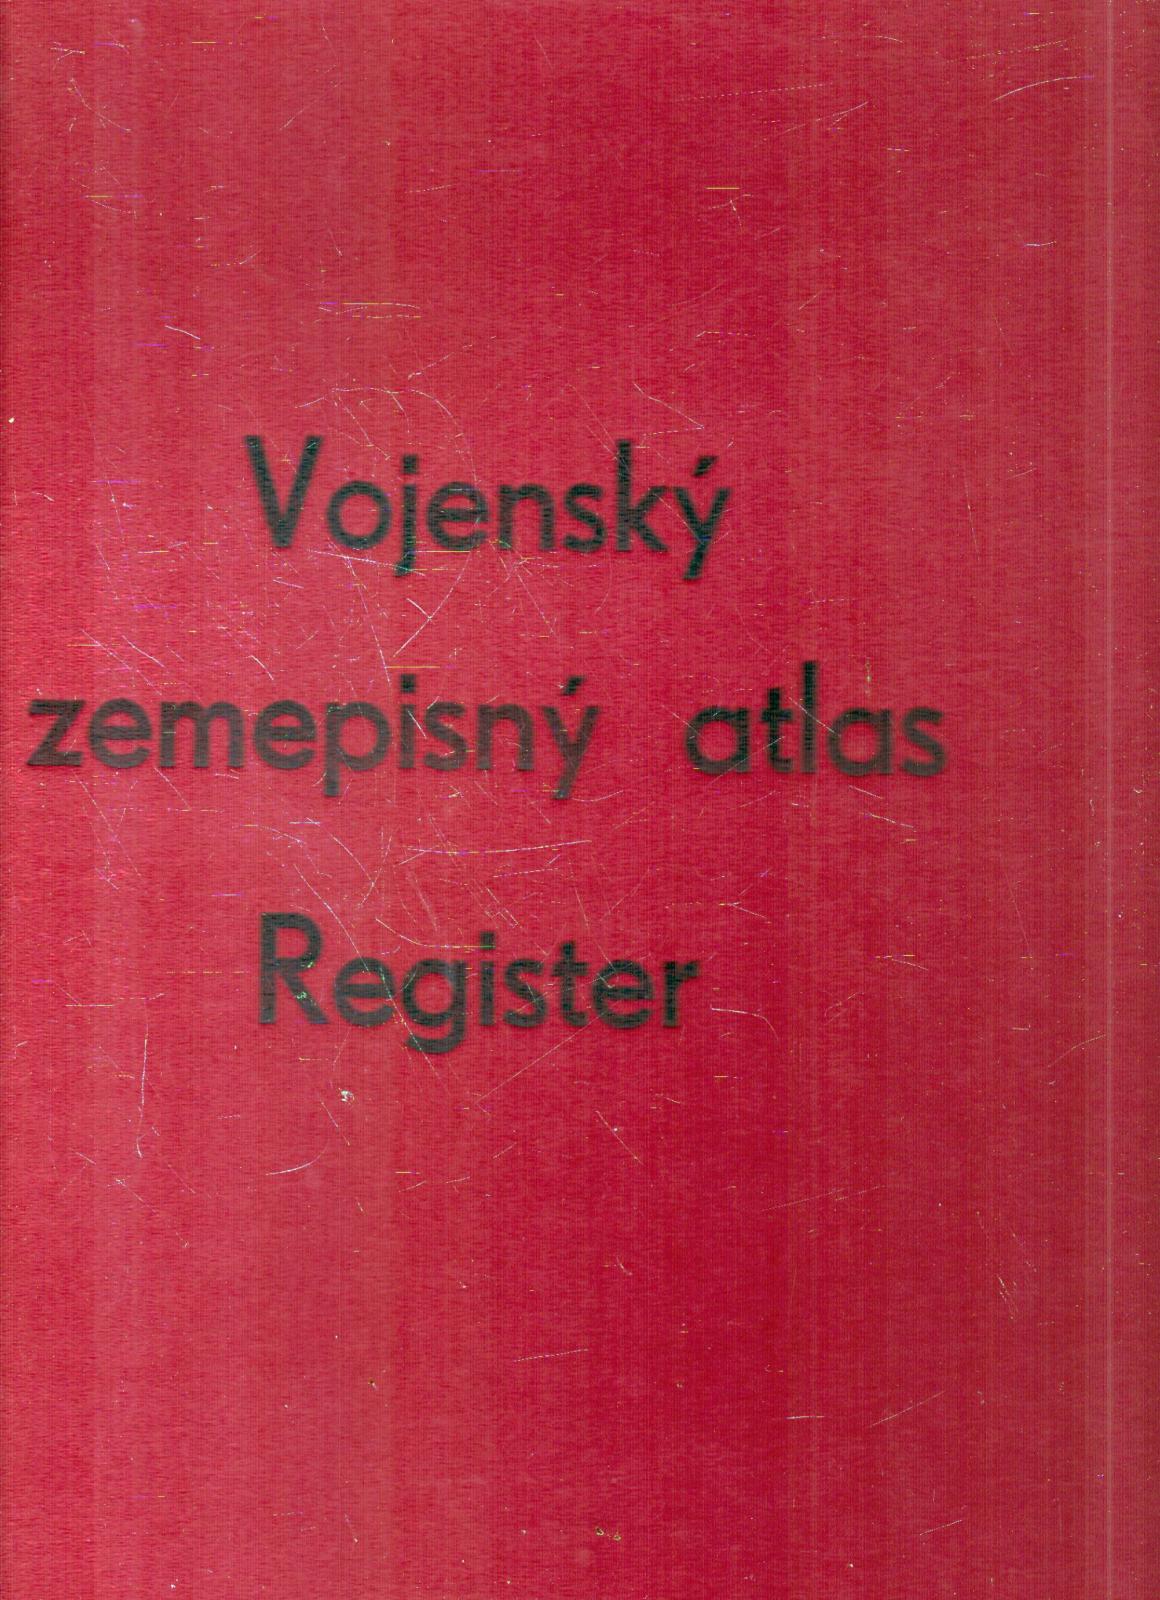 Vojenský
zemepisný atlas
Register